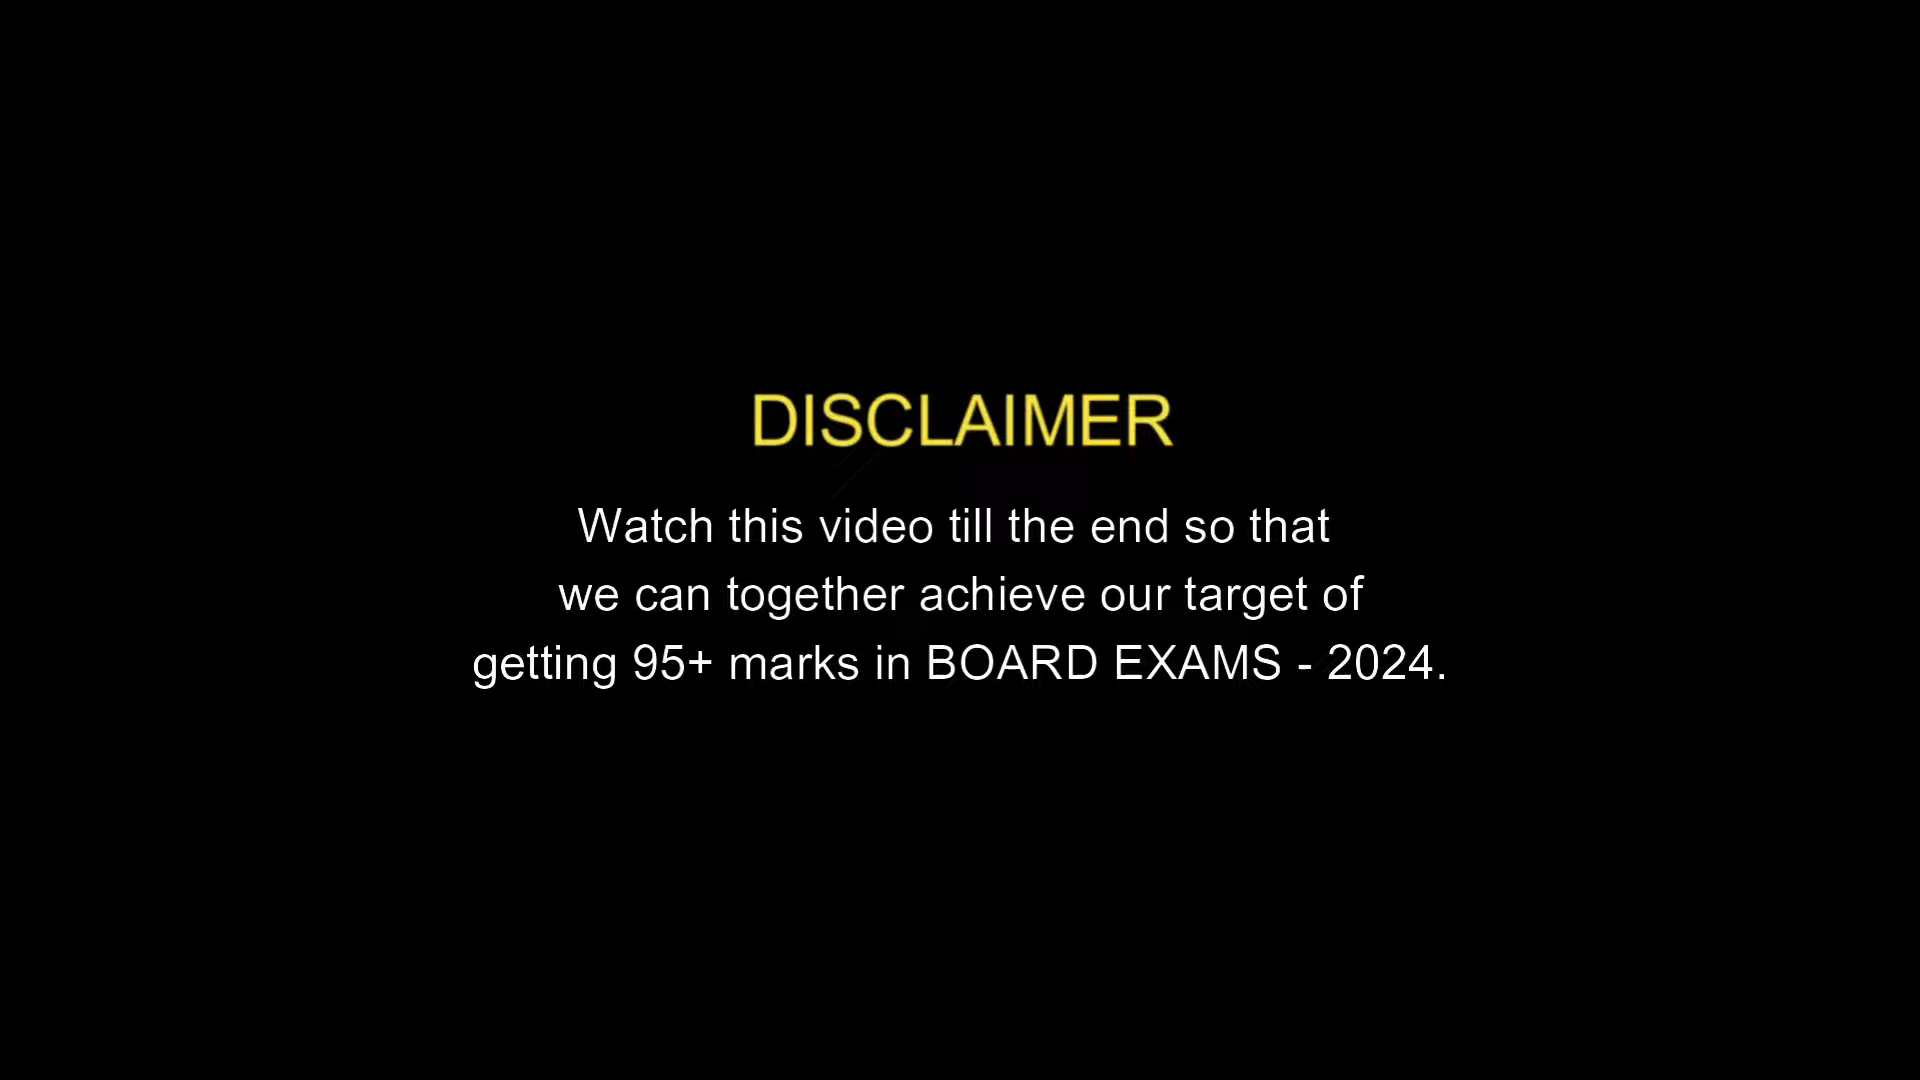 DISCLAIMER
Watch this video till the end so that
we can together achieve our target of
getting 95+ marks in BOARD EXAMS - 2024.